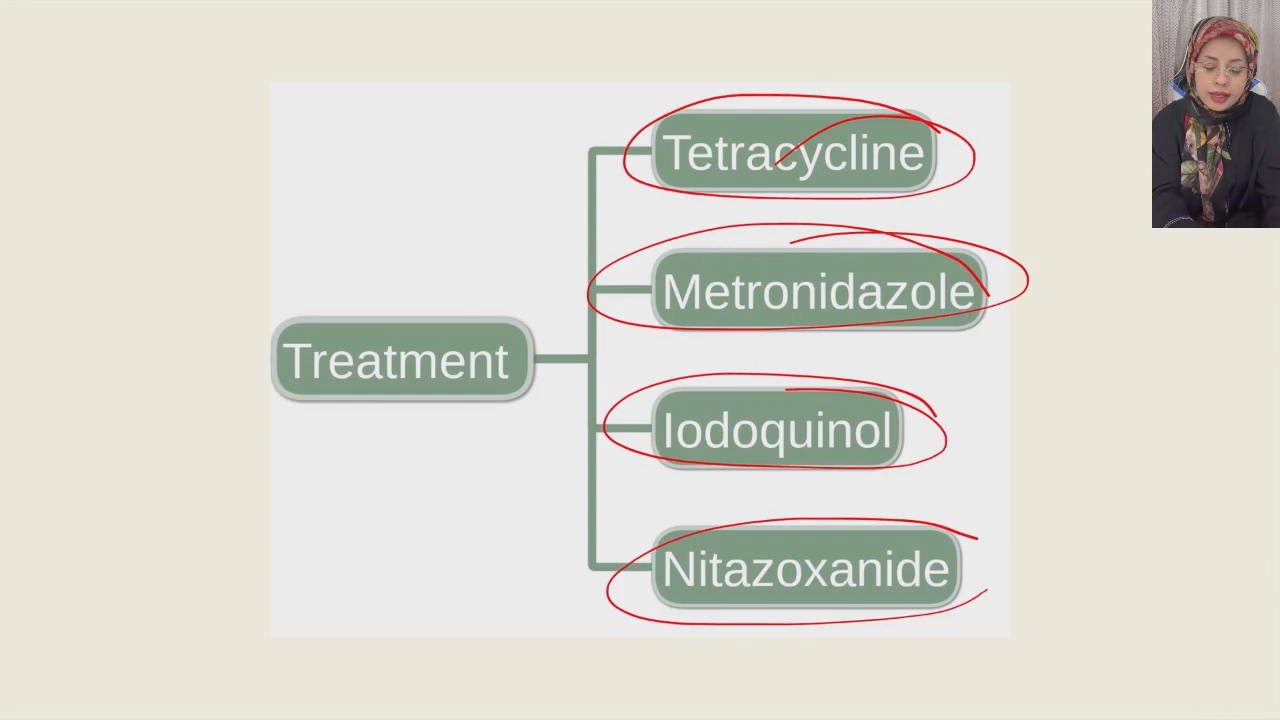 Tetracycline
Metronidazole
Treatment
Iodoquinol
Nitazoxanide